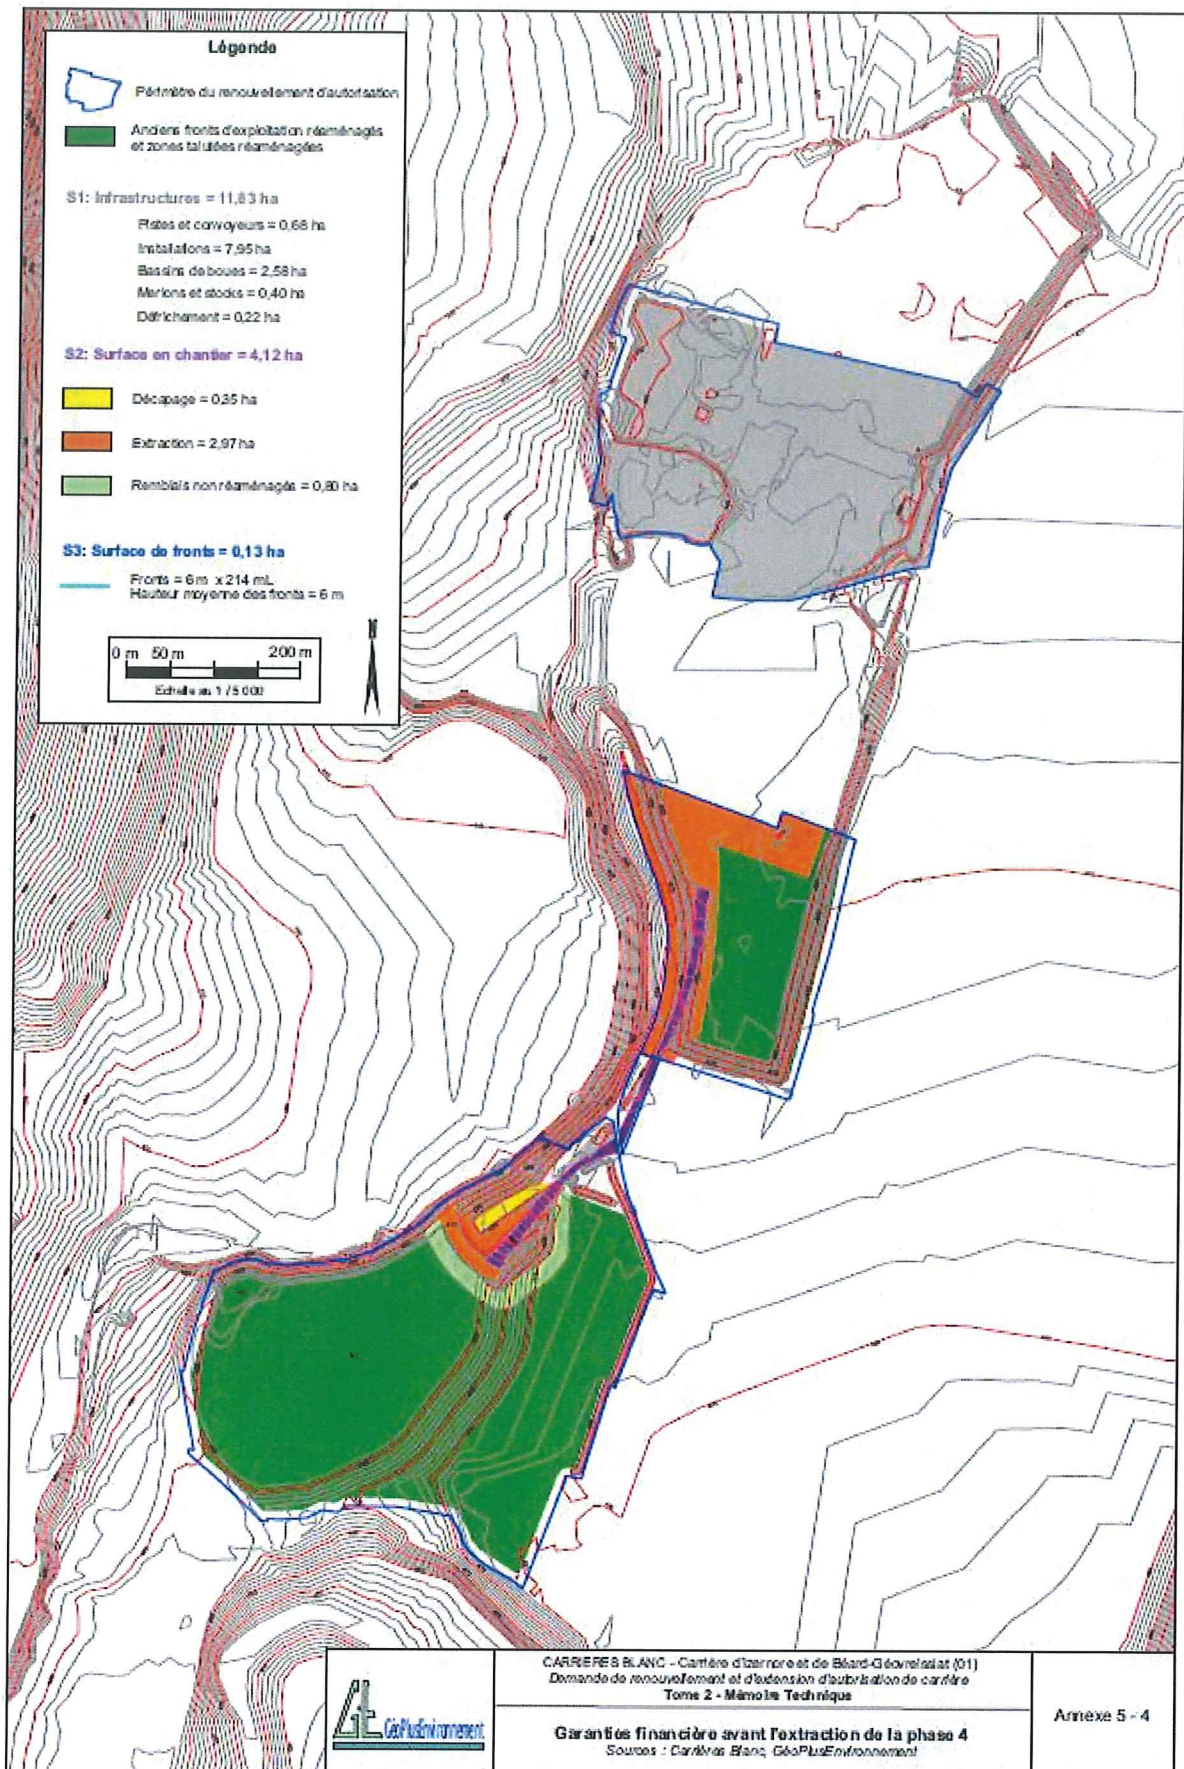 Légende
Périmètre du renouvellement d'autorisation
Anciens fronts d'exploitation réaménagés
et zones talutées réaménagées
S1: Infrastructures = 11,83 ha
Pistes et convoyeurs = 0,68 ha
Installations = 7,95 ha
Bassins de boues = 2,58 ha
Merlons et stocks = 0,40 ha
Défrichement = 0,22 ha
S2: Surface en chantier = 4,12 ha
Décapage = 0,35 ha
Extraction = 2,97 ha
Remblais non réaménagés = 0,80 ha
S3: Surface de fronts = 0,13 ha
Fronts = 6 m x 214 mL
Hauteur moyenne des fronts = 6 m
N
0 m 50 m 200 m
Echelle au 1 / 5 000
GéoPlusEnvironnement
CARRIERES BLANC - Carrière d'Izernore et de Béard-Géovreissiat (01)
Demande de renouvellement et d'extension d'autorisation de carrière
Tome 2 - Mémoire Technique
Garanties financière avant l'extraction de la phase 4
Sources : Carrières Blanc, GéoPlusEnvironnement
Annexe 5 - 4